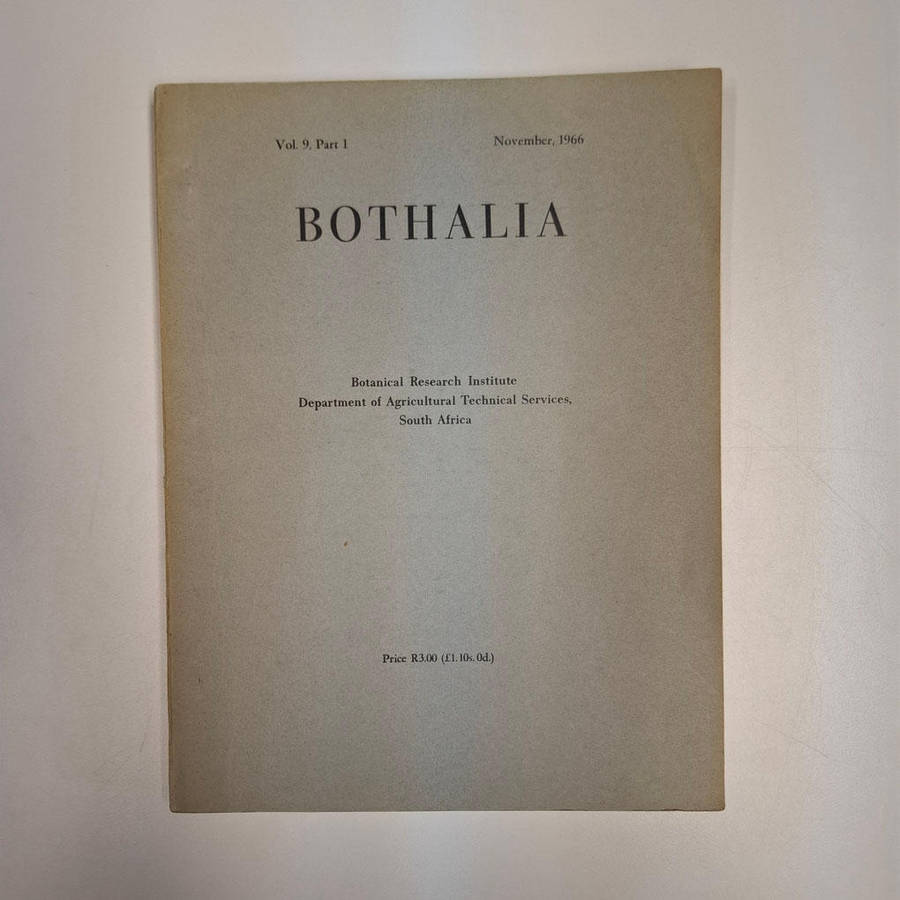 Vol. 9, Part 1
November, 1966
BOTHALIA
Botanical Research Institute
Department of Agricultural Technical Services,
South Africa
Price R3.00 (£1. 10s. 0d.)